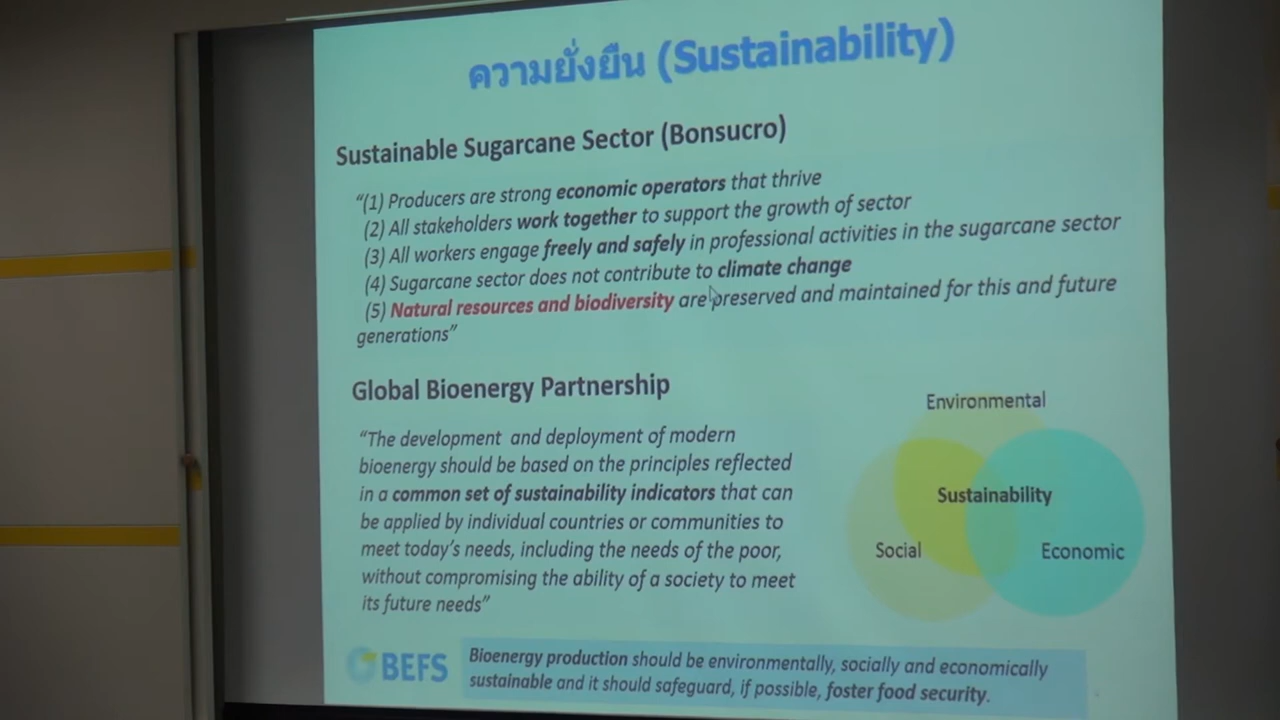 ความยั่งยืน (Sustainability)
Sustainable Sugarcane Sector (Bonsucro)
“(1) Producers are strong economic operators that thrive
(2) All stakeholders work together to support the growth of sector
(3) All workers engage freely and safely in professional activities in the sugarcane sector
(4) Sugarcane sector does not contribute to climate change
(5) Natural resources and biodiversity are preserved and maintained for this and future
generations”
Global Bioenergy Partnership
“The development and deployment of modern
bioenergy should be based on the principles reflected
in a common set of sustainability indicators that can
be applied by individual countries or communities to
meet today’s needs, including the needs of the poor,
without compromising the ability of a society to meet
its future needs”
Environmental
Sustainability
Social
Economic
BEFS
Bioenergy production should be environmentally, socially and economically
sustainable and it should safeguard, if possible, foster food security.